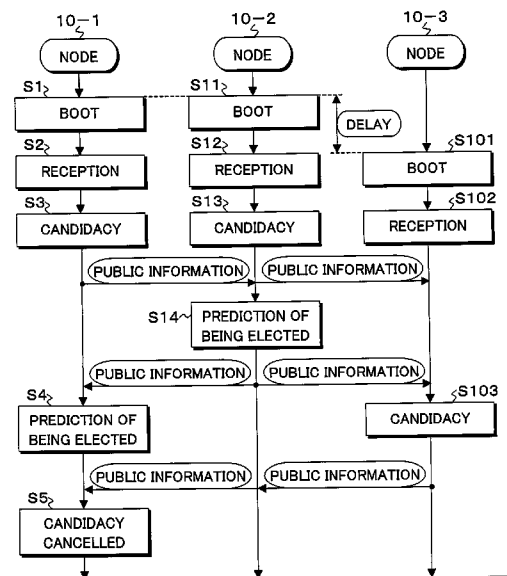 10-1 10-2 10-3
NODE NODE NODE
S1 S11
BOOT BOOT DELAY
S2 S12 S101
RECEPTION RECEPTION BOOT
S3 S13 S102
CANDIDACY CANDIDACY RECEPTION
PUBLIC INFORMATION PUBLIC INFORMATION
S14 PREDICTION OF
BEING ELECTED
PUBLIC INFORMATION PUBLIC INFORMATION
S4 S103
PREDICTION OF
BEING ELECTED
CANDIDACY
PUBLIC INFORMATION PUBLIC INFORMATION
S5
CANDIDACY
CANCELLED